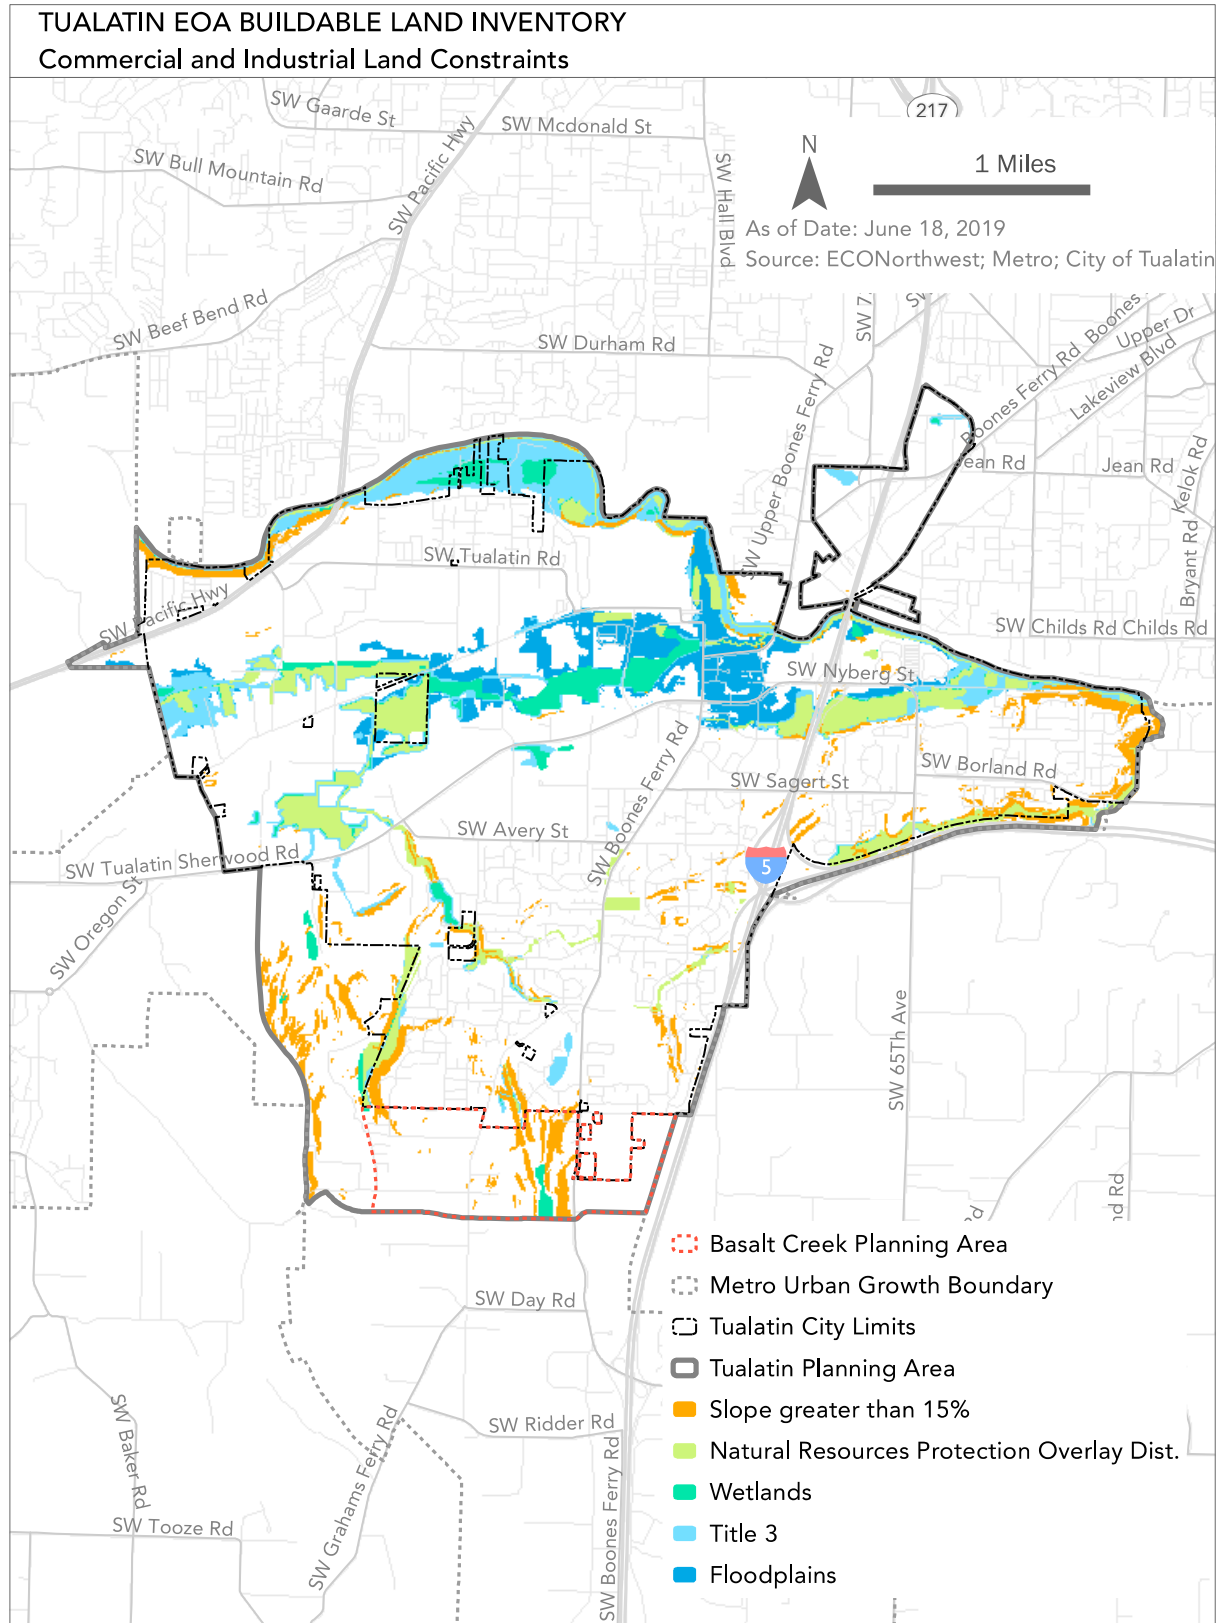 TUALATIN EOA BUILDABLE LAND INVENTORY
Commercial and Industrial Land Constraints
217
SW Gaarde St
SW Mcdonald St
SW Pacific Hwy
SW Bull Mountain Rd
SW Hall Blvd
N
1 Miles
As of Date: June 18, 2019
Source: ECONorthwest; Metro; City of Tualatin
SW Beef Bend Rd
SW Durham Rd
SW 7
SW Upper Boones Ferry Rd
Boones Ferry Rd
Boones
Upper Dr
Lakeview Blvd
Jean Rd
Jean Rd
Kelok Rd
Bryant Rd
SW Tualatin Rd
SW Pacific Hwy
SW Childs Rd
Childs Rd
SW Nyberg St
SW Boones Ferry Rd
SW Sagert St
SW Borland Rd
SW Avery St
SW Tualatin Sherwood Rd
5
SW Oregon St
SW 65Th Ave
nd Rd
SW Day Rd
SW Ridder Rd
SW Baker Rd
SW Grahams Ferry Rd
SW Boones Ferry Rd
SW Tooze Rd
Basalt Creek Planning Area
Metro Urban Growth Boundary
Tualatin City Limits
Tualatin Planning Area
Slope greater than 15%
Natural Resources Protection Overlay Dist.
Wetlands
Title 3
Floodplains